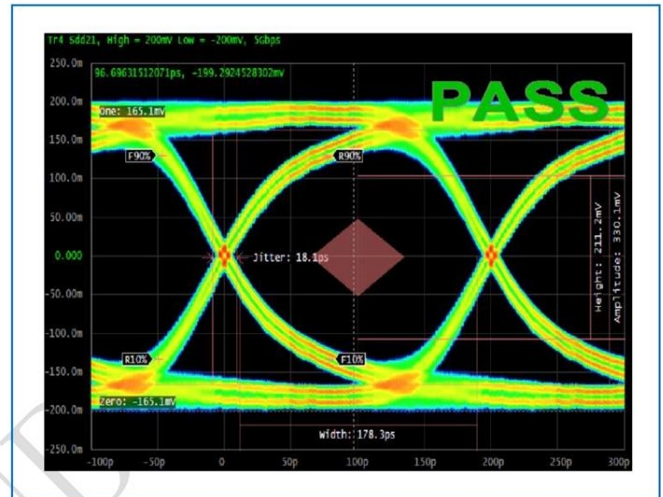 Tr4 Sdd21, High = 200mV Low = -200mV, 5Gbps
250.0m
96.69631512071ps, -199.2924528302mV
PASS
200.0m
One: 165.1mV
150.0m
F90%
R90%
100.0m
50.00m
0.000
Jitter: 18.1ps
-50.00m
Height: 211.2mV
Amplitude: 330.1mV
-100.0m
R10%
F10%
-150.0m
Zero: -165.1mV
-200.0m
Width: 178.3ps
-250.0m
-100p -50p 0 50p 100p 150p 200p 250p 300p